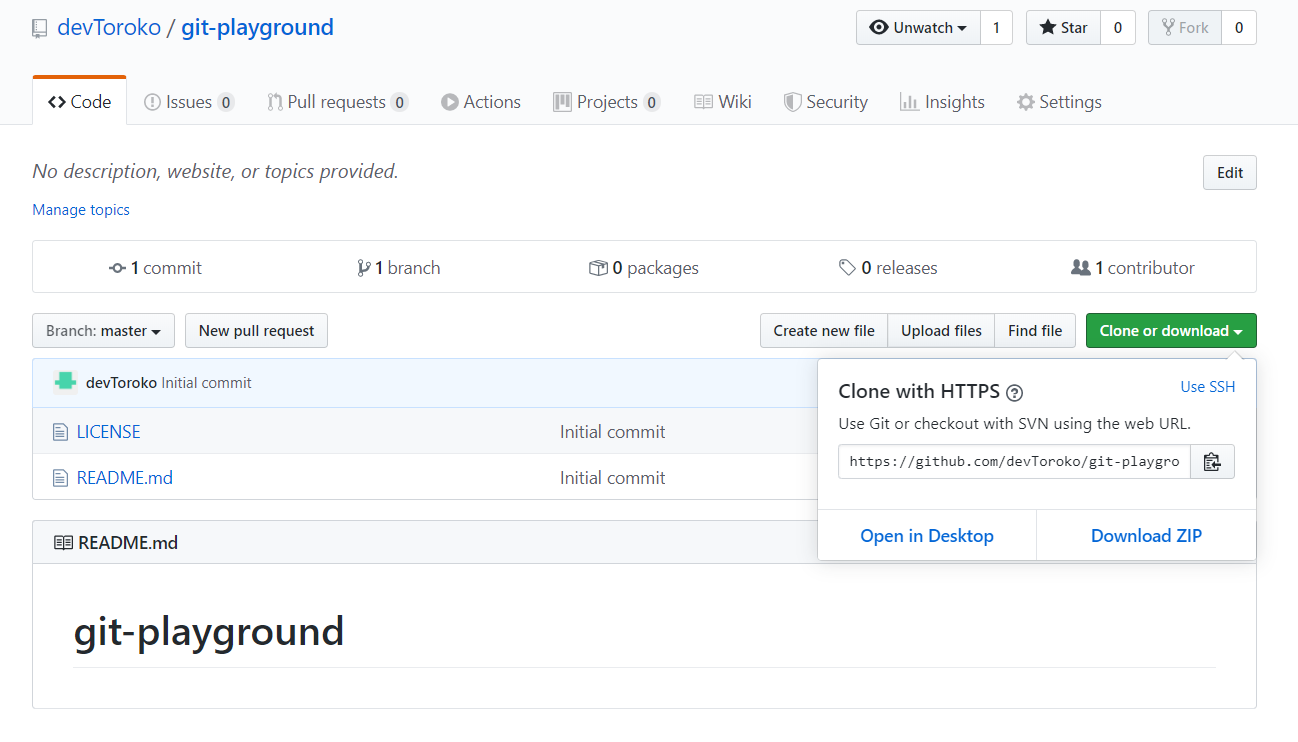 devToroko / git-playground
Unwatch 1 Star 0 Fork 0
Code Issues 0 Pull requests 0 Actions Projects 0 Wiki Security Insights Settings
No description, website, or topics provided.
Edit
Manage topics
1 commit 1 branch 0 packages 0 releases 1 contributor
Branch: master New pull request Create new file Upload files Find file Clone or download
devToroko Initial commit
LICENSE Initial commit
README.md Initial commit
Clone with HTTPS ? Use SSH
Use Git or checkout with SVN using the web URL.
https://github.com/devToroko/git-playgro
Open in Desktop Download ZIP
README.md
git-playground